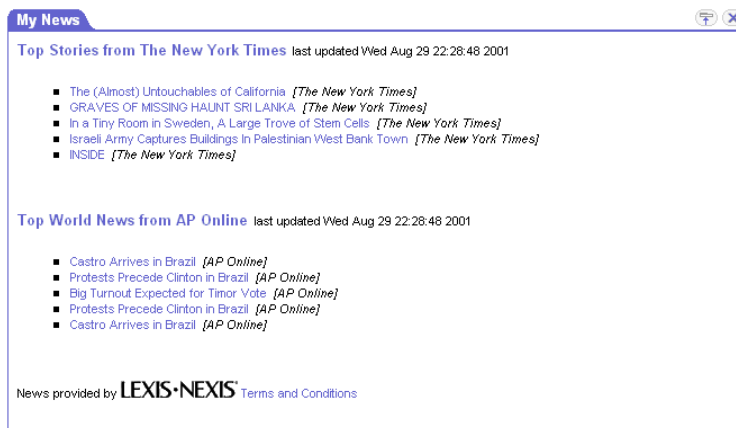 My News
Top Stories from The New York Times last updated Wed Aug 29 22:28:48 2001
The (Almost) Untouchables of California [The New York Times]
GRAVES OF MISSING HAUNT SRI LANKA [The New York Times]
In a Tiny Room in Sweden, A Large Trove of Stem Cells [The New York Times]
Israeli Army Captures Buildings In Palestinian West Bank Town [The New York Times]
INSIDE [The New York Times]
Top World News from AP Online last updated Wed Aug 29 22:28:48 2001
Castro Arrives in Brazil [AP Online]
Protests Precede Clinton in Brazil [AP Online]
Big Turnout Expected for Timor Vote [AP Online]
Protests Precede Clinton in Brazil [AP Online]
Castro Arrives in Brazil [AP Online]
News provided by LEXIS·NEXIS Terms and Conditions